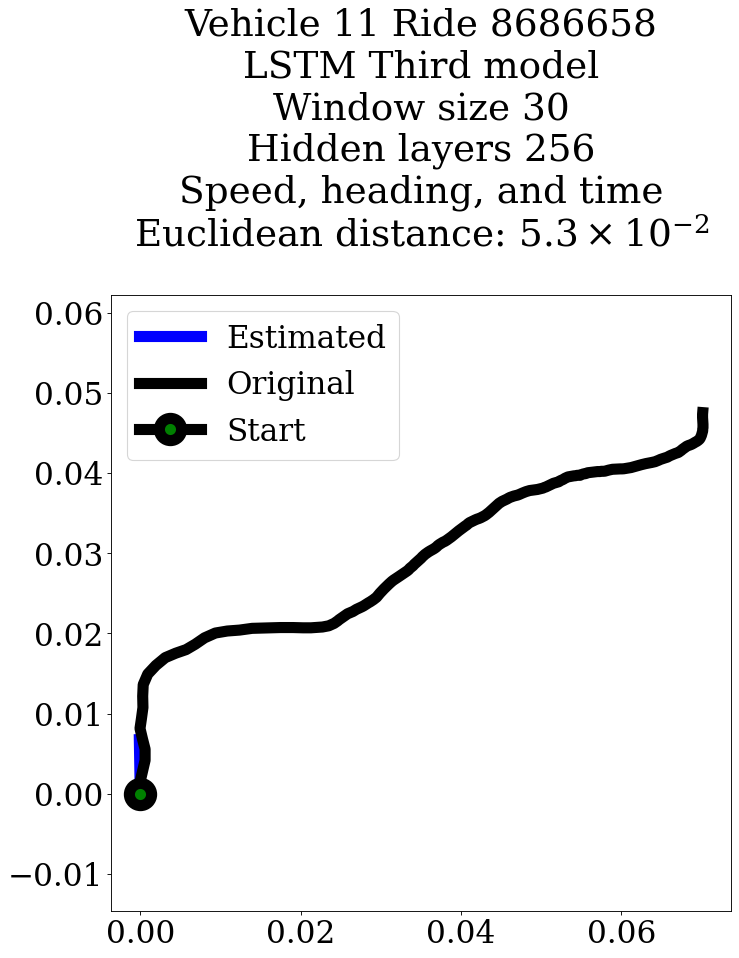 Vehicle 11 Ride 8686658
LSTM Third model
Window size 30
Hidden layers 256
Speed, heading, and time
Euclidean distance: 5.3 × 10⁻²
Estimated
Original
Start
0.06
0.05
0.04
0.03
0.02
0.01
0.00
−0.01
0.00 0.02 0.04 0.06